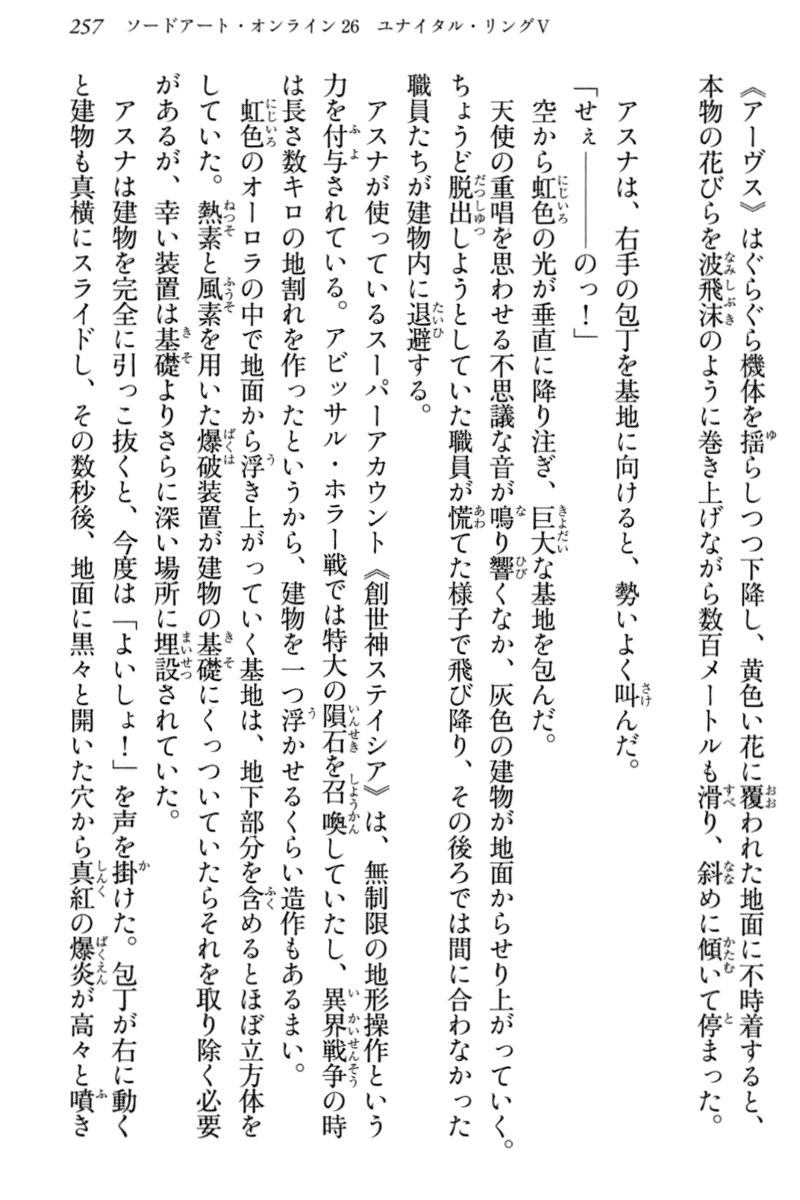 257　ソードアート・オンライン26　ユナイタル・リングⅤ
《アーヴス》はぐらぐら機体を揺らしつつ下降し、黄色い花に覆われた地面に不時着すると、
本物の花びらを波飛沫のように巻き上げながら数百メートルも滑り、斜めに傾いて停まった。
アスナは、右手の包丁を基地に向けると、勢いよく叫んだ。
「せぇ――――のっ！」
空から虹色の光が垂直に降り注ぎ、巨大な基地を包んだ。
天使の重唱を思わせる不思議な音が鳴り響くなか、灰色の建物が地面からせり上がっていく。
ちょうど脱出しようとしていた職員が慌てた様子で飛び降り、その後ろでは間に合わなかった
職員たちが建物内に退避する。
アスナが使っているスーパーアカウント《創世神ステイシア》は、無制限の地形操作という
力を付与されている。アビッサル・ホラー戦では特大の隕石を召喚していたし、異界戦争の時
は長さ数キロの地割れを作ったというから、建物を一つ浮かせるくらい造作もあるまい。
虹色のオーロラの中で地面から浮き上がっていく基地は、地下部分を含めるとほぼ立方体を
していた。熱素と風素を用いた爆破装置が建物の基礎にくっついていたらそれを取り除く必要
があるが、幸い装置は基礎よりさらに深い場所に埋設されていた。
アスナは建物を完全に引っこ抜くと、今度は「よいしょ！」を声を掛けた。包丁が右に動く
と建物も真横にスライドし、その数秒後、地面に黒々と開いた穴から真紅の爆炎が高々と噴き